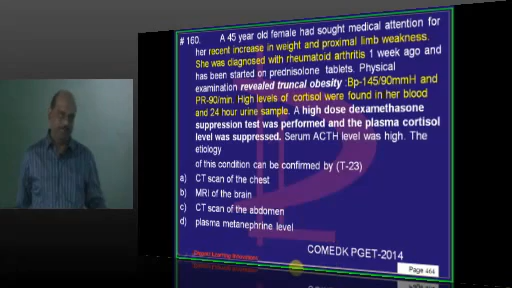 # 160. A 45 year old female had sought medical attention for
her recent increase in weight and proximal limb weakness.
She was diagnosed with rheumatoid arthritis 1 week ago and
has been started on prednisolone tablets. Physical
examination revealed truncal obesity :Bp-145/90mmH and
PR-90/min. High levels of cortisol were found in her blood
and 24 hour urine sample. A high dose dexamethasone
suppression test was performed and the plasma cortisol
level was suppressed. Serum ACTH level was high. The
etiology
of this condition can be confirmed by (T-23)
a) CT scan of the chest
b) MRI of the brain
c) CT scan of the abdomen
d) plasma metanephrine level
COMEDK PGET-2014
Page 464